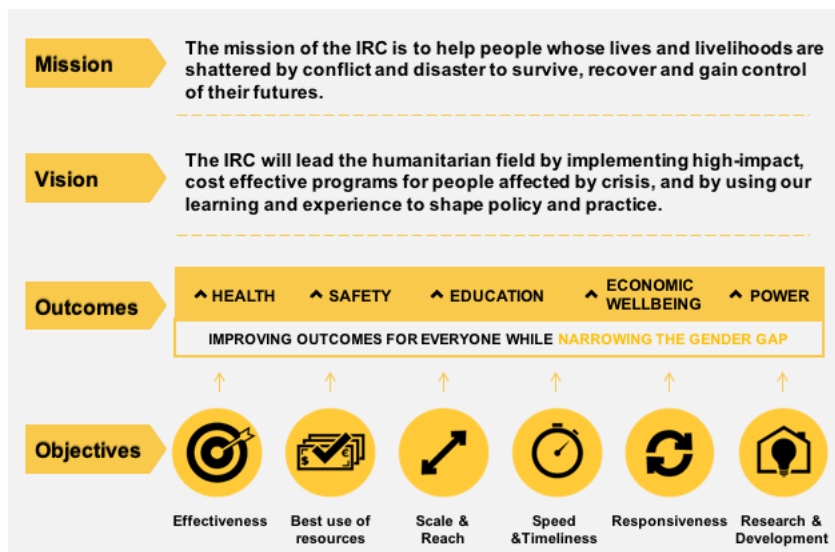 Mission
The mission of the IRC is to help people whose lives and livelihoods are
shattered by conflict and disaster to survive, recover and gain control
of their futures.
Vision
The IRC will lead the humanitarian field by implementing high-impact,
cost effective programs for people affected by crisis, and by using our
learning and experience to shape policy and practice.
Outcomes
HEALTH
SAFETY
EDUCATION
ECONOMIC
WELLBEING
POWER
IMPROVING OUTCOMES FOR EVERYONE WHILE NARROWING THE GENDER GAP
Objectives
$ €
Effectiveness
Best use of
resources
Scale &
Reach
Speed
&Timeliness
Responsiveness
Research &
Development